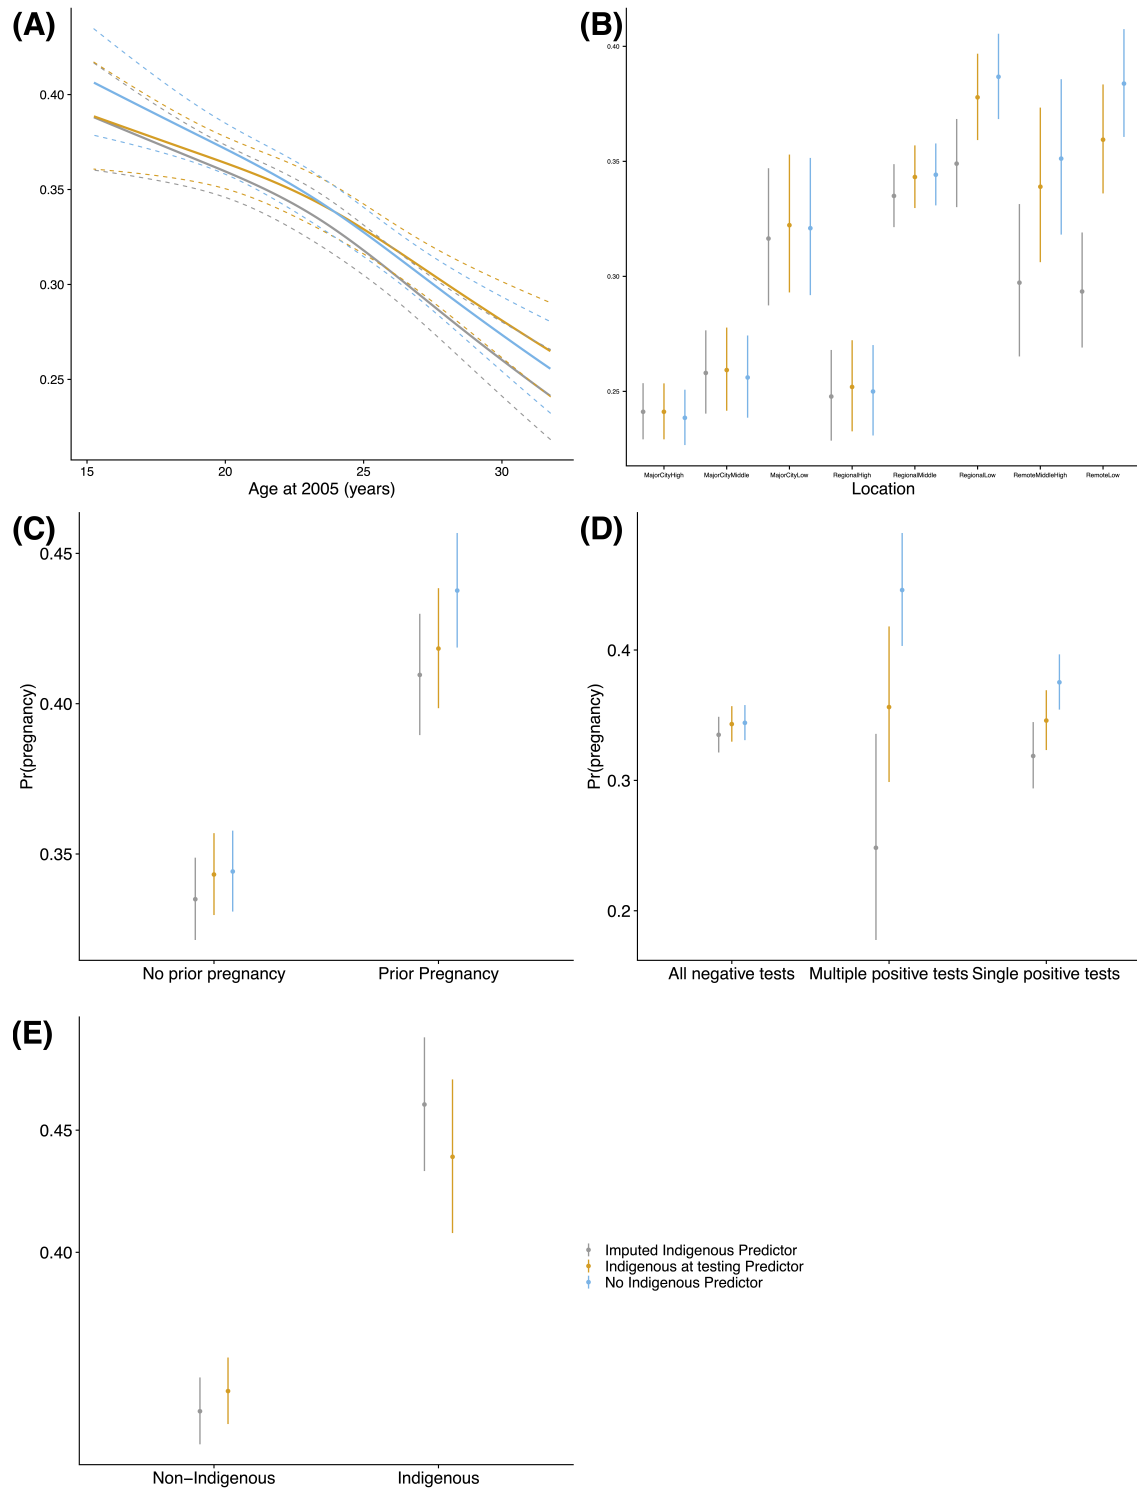 (A)
0.40
0.35
0.30
0.25
15 20 25 30
Age at 2005 (years)
(B)
0.40
0.35
0.30
0.25
MajorCityHigh MajorCityMiddle MajorCityLow RegionalHigh RegionalMiddle RegionalLow RemoteMiddleHigh RemoteLow
Location
(C)
Pr(pregnancy)
0.45
0.40
0.35
No prior pregnancy Prior Pregnancy
(D)
Pr(pregnancy)
0.4
0.3
0.2
All negative tests Multiple positive tests Single positive tests
(E)
0.45
0.40
Non−Indigenous Indigenous
Imputed Indigenous Predictor
Indigenous at testing Predictor
No Indigenous Predictor